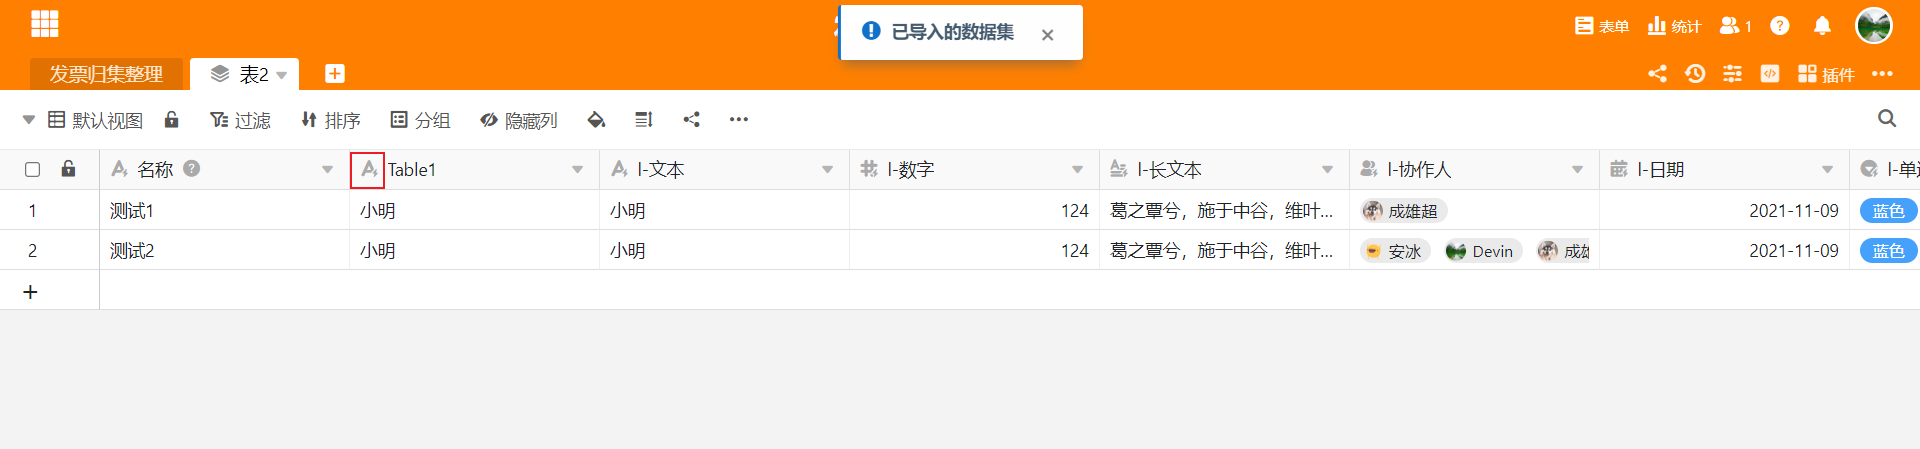 已导入的数据集
表单 统计 1
发票归集整理 表2 插件
默认视图 过滤 排序 分组 隐藏列
名称 Table1 I-文本 I-数字 I-长文本 I-协作人 I-日期
1 测试1 小明 小明 124 葛之覃兮，施于中谷，维叶... 成雄超 2021-11-09 蓝色
2 测试2 小明 小明 124 葛之覃兮，施于中谷，维叶... 安冰 Devin 成雄 2021-11-09 蓝色